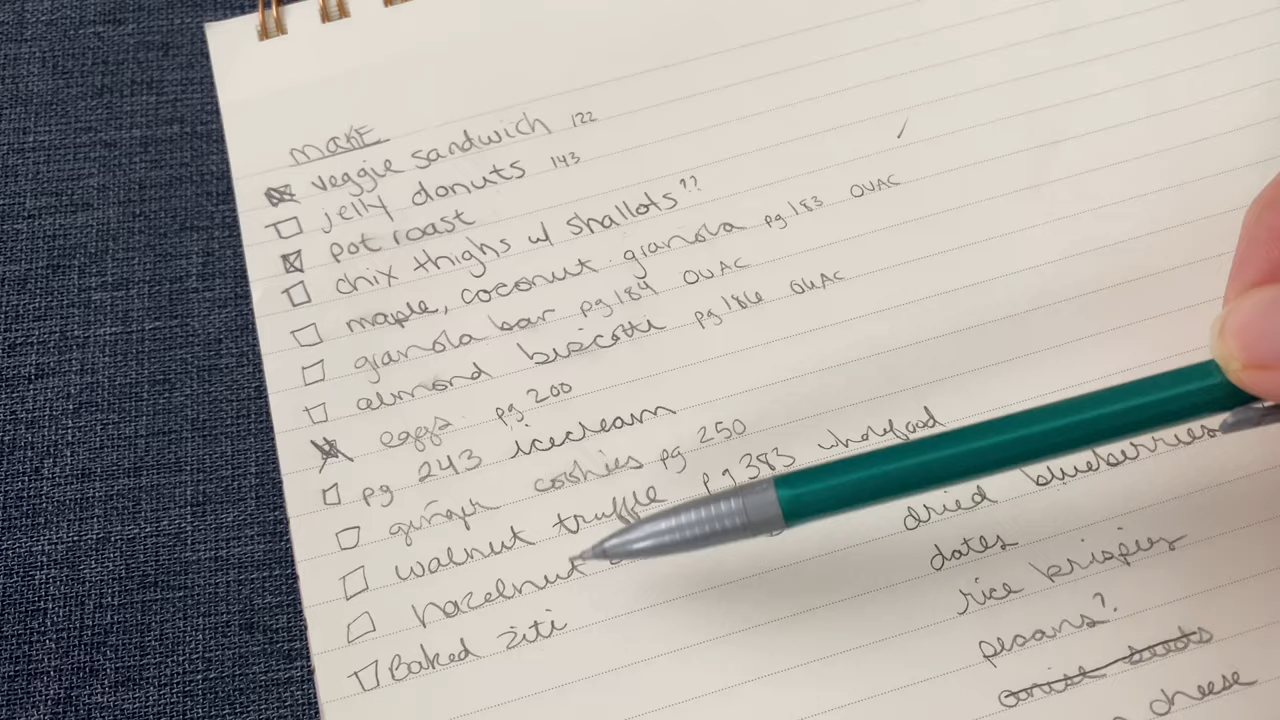 MAKE
veggie sandwich 122
jelly donuts 143
pot roast
chix thighs w/ shallots??
maple, coconut granola pg 183 OUAC
granola bar pg 184 OUAC
almond biscotti pg 186 OUAC
eggs pg 200
pg 243 icecream
ginger cookies pg 250
walnut truffle pg 383 wholefood
hazelnut
Baked ziti
dried blueberries
dates
rice krispies
pecans?
cheese